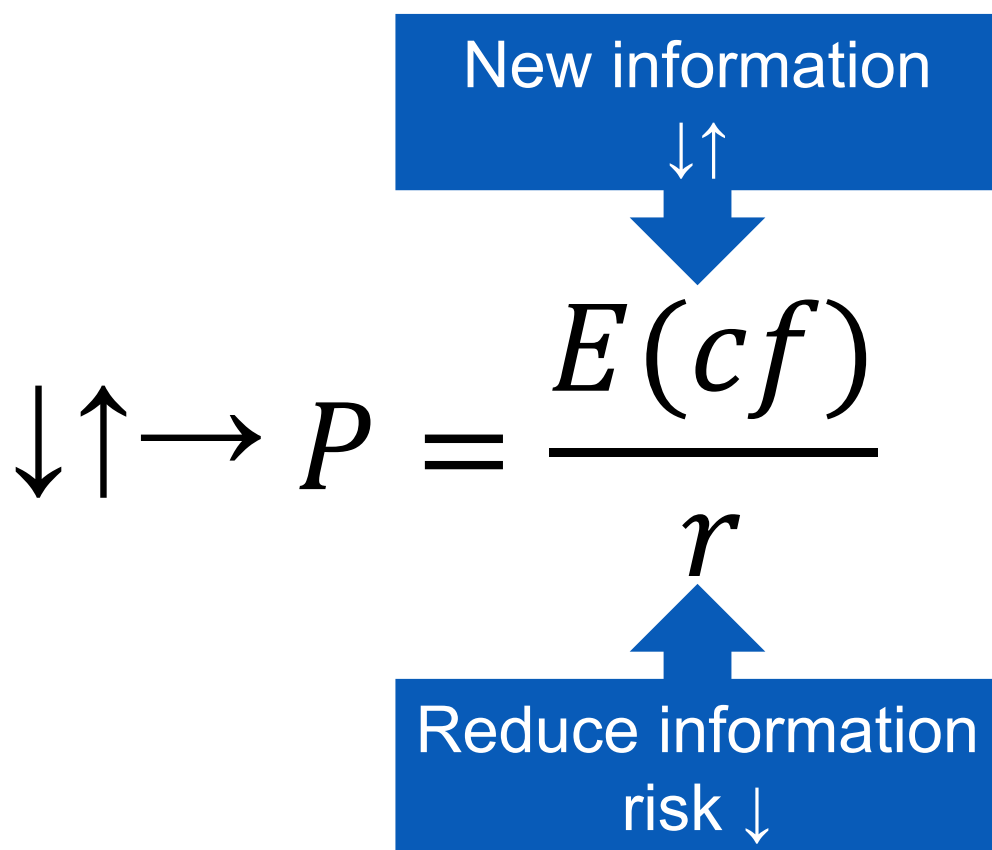 New information
↓↑
↓↑→ P = E(cf) / r
Reduce information
risk ↓